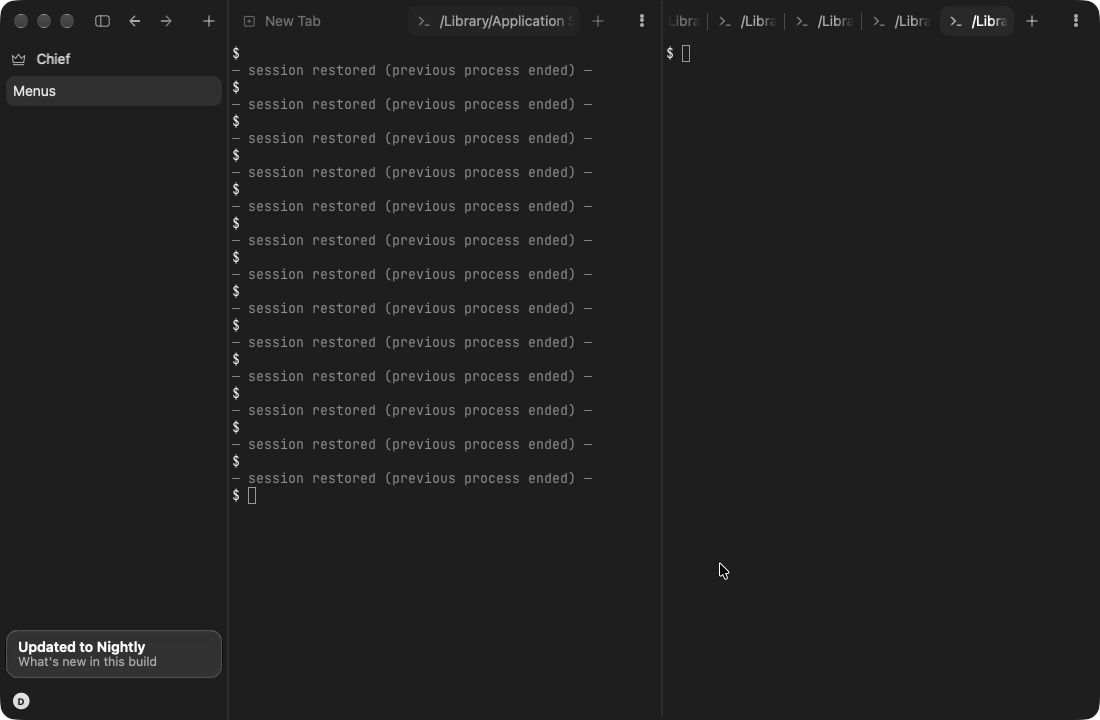 New Tab
/Library/Application
Libra
/Libra
/Libra
/Libra
/Libra
Chief
Menus
$
— session restored (previous process ended) —
$
— session restored (previous process ended) —
$
— session restored (previous process ended) —
$
— session restored (previous process ended) —
$
— session restored (previous process ended) —
$
— session restored (previous process ended) —
$
— session restored (previous process ended) —
$
— session restored (previous process ended) —
$
— session restored (previous process ended) —
$
— session restored (previous process ended) —
$
— session restored (previous process ended) —
$
— session restored (previous process ended) —
$
— session restored (previous process ended) —
$
$
Updated to Nightly
What's new in this build
D